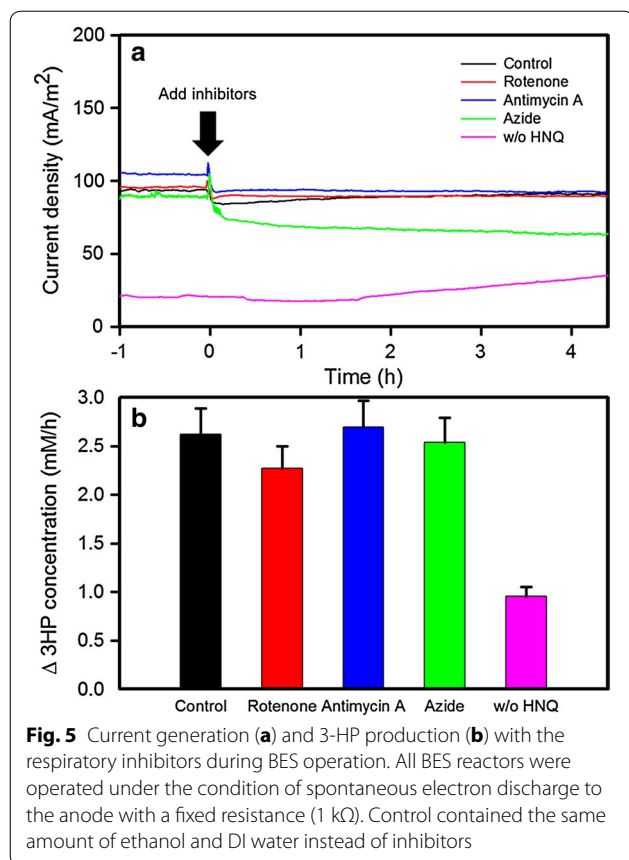 a
200
150
100
50
0
Current density (mA/m²)
Add inhibitors
Control
Rotenone
Antimycin A
Azide
w/o HNQ
-1 0 1 2 3 4
Time (h)
b
3.0
2.5
2.0
1.5
1.0
0.5
0.0
Δ 3HP concentration (mM/h)
Control Rotenone Antimycin A Azide w/o HNQ
Fig. 5 Current generation (a) and 3-HP production (b) with the
respiratory inhibitors during BES operation. All BES reactors were
operated under the condition of spontaneous electron discharge to
the anode with a fixed resistance (1 kΩ). Control contained the same
amount of ethanol and DI water instead of inhibitors